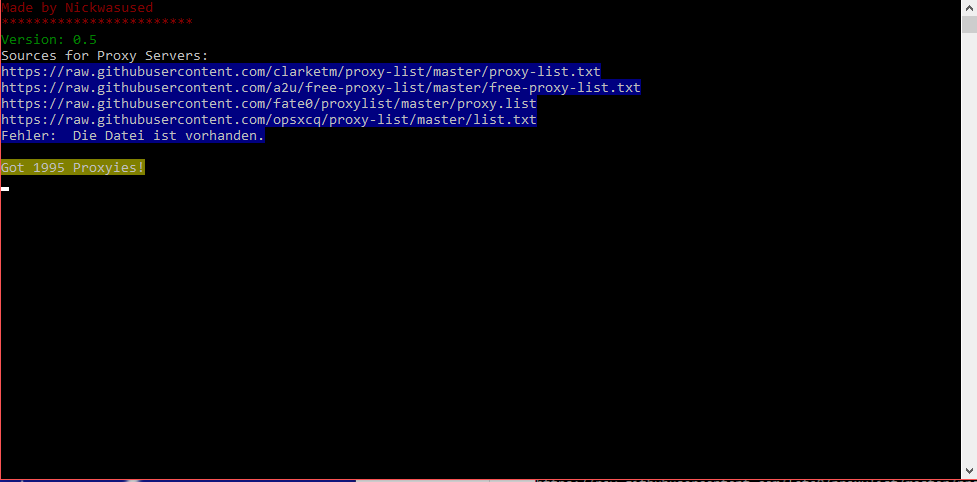 Made by Nickwasused
************************
Version: 0.5
Sources for Proxy Servers:
https://raw.githubusercontent.com/clarketm/proxy-list/master/proxy-list.txt
https://raw.githubusercontent.com/a2u/free-proxy-list/master/free-proxy-list.txt
https://raw.githubusercontent.com/fate0/proxylist/master/proxy.list
https://raw.githubusercontent.com/opsxcq/proxy-list/master/list.txt
Fehler:  Die Datei ist vorhanden.
Got 1995 Proxyies!